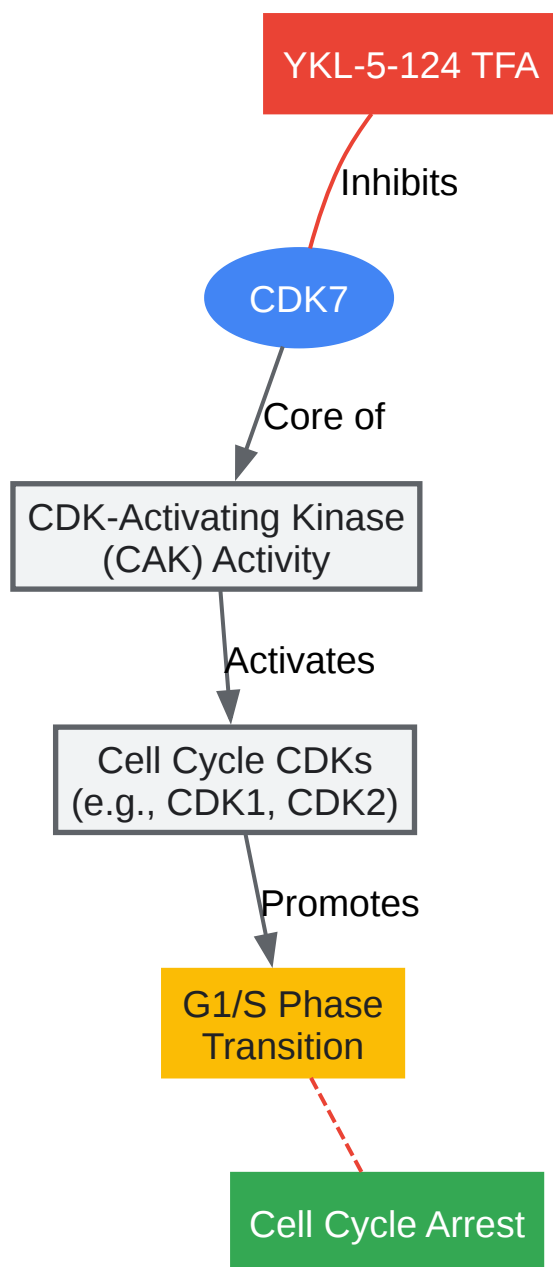 YKL-5-124 TFA
Inhibits
CDK7
Core of
CDK-Activating Kinase
(CAK) Activity
Activates
Cell Cycle CDKs
(e.g., CDK1, CDK2)
Promotes
G1/S Phase
Transition
Cell Cycle Arrest